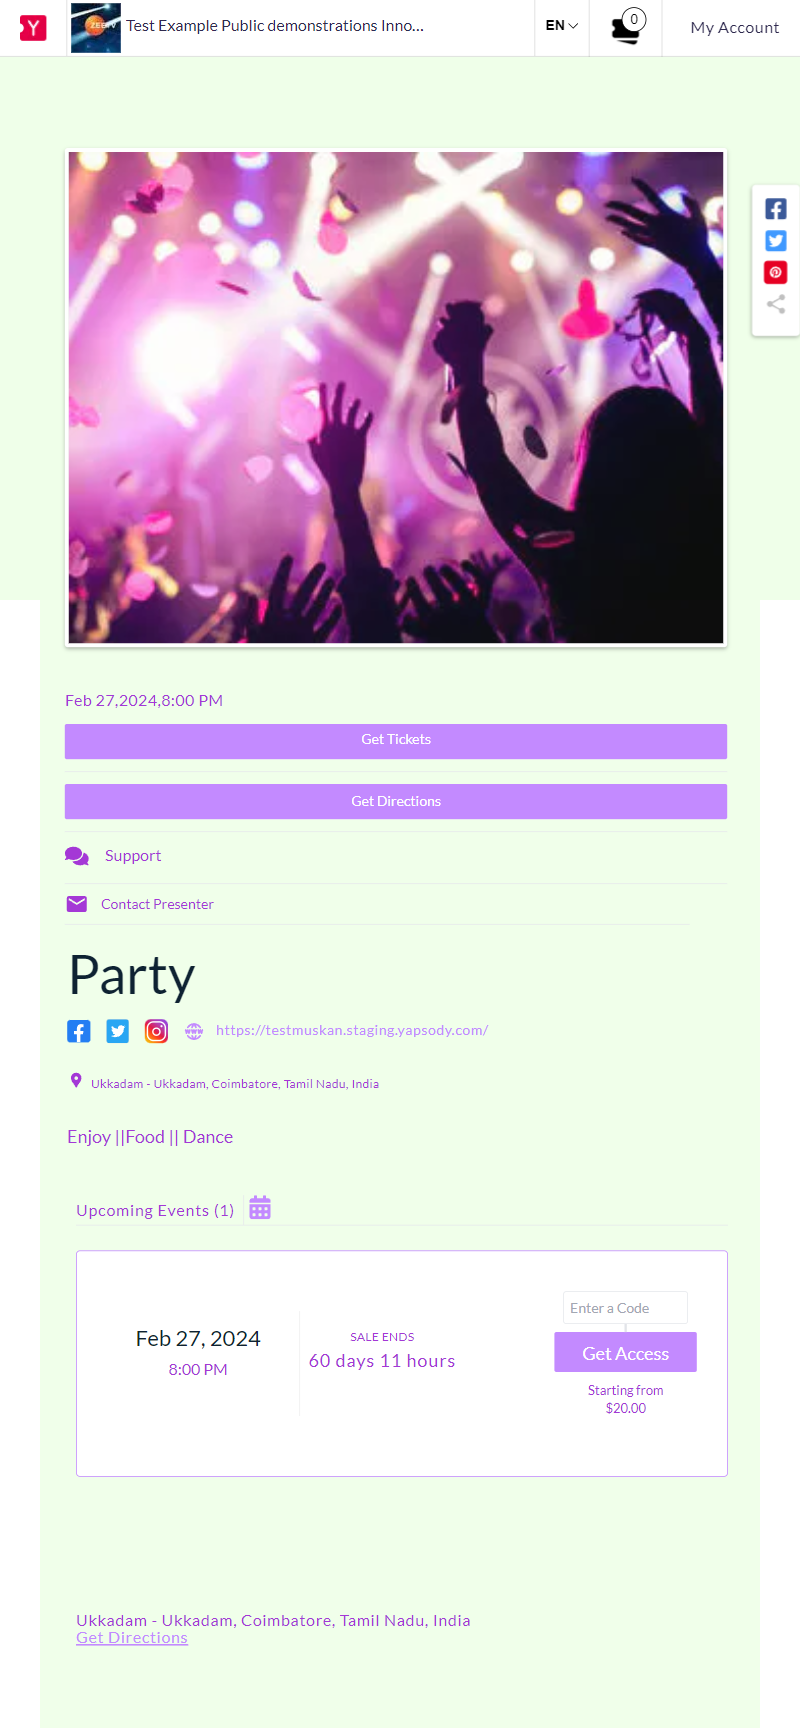 Y
ZEE TV
Test Example Public demonstrations Inno...
EN
0
My Account
Feb 27,2024,8:00 PM
Get Tickets
Get Directions
Support
Contact Presenter
Party
https://testmuskan.staging.yapsody.com/
Ukkadam - Ukkadam, Coimbatore, Tamil Nadu, India
Enjoy ||Food || Dance
Upcoming Events (1)
Feb 27, 2024
8:00 PM
SALE ENDS
60 days 11 hours
Enter a Code
Get Access
Starting from
$20.00
Ukkadam - Ukkadam, Coimbatore, Tamil Nadu, India
Get Directions